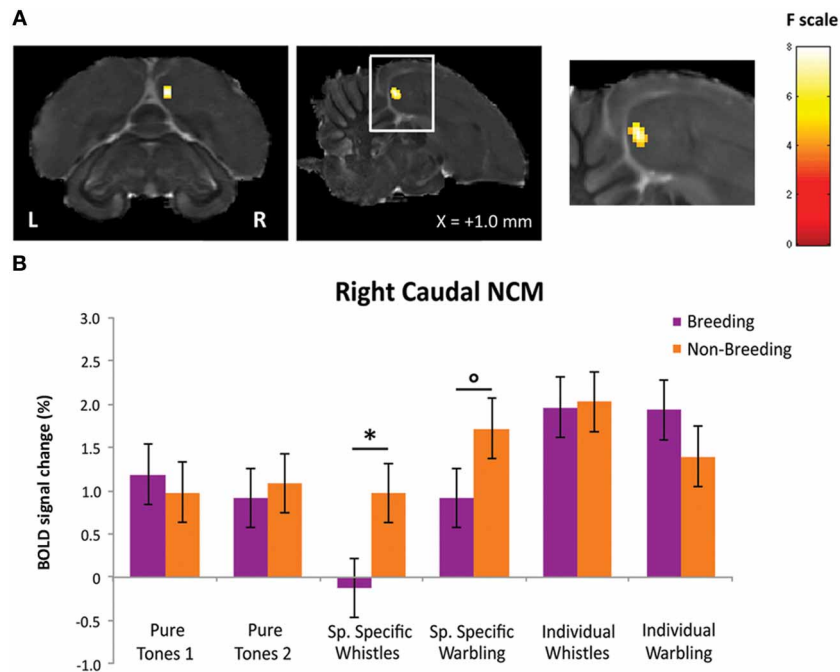 A
F scale
8
6
4
2
0
L
R
X = +1.0 mm
B
Right Caudal NCM
Breeding
Non-Breeding
BOLD signal change (%)
3.0
2.5
2.0
1.5
1.0
0.5
0
-0.5
-1.0
*
°
Pure
Tones 1
Pure
Tones 2
Sp. Specific
Whistles
Sp. Specific
Warbling
Individual
Whistles
Individual
Warbling